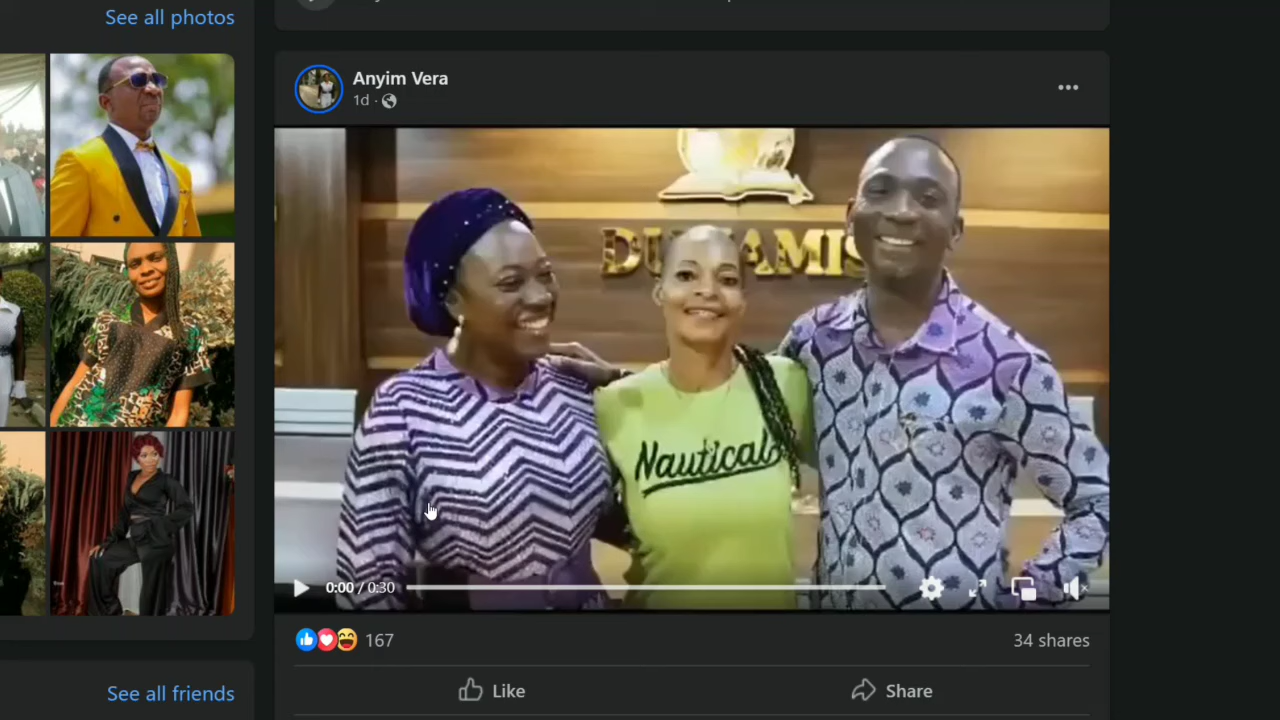 See all photos
Anyim Vera
1d
DUNAMIS
Nautical
0:00 / 0:30
167
34 shares
Like
Share
See all friends